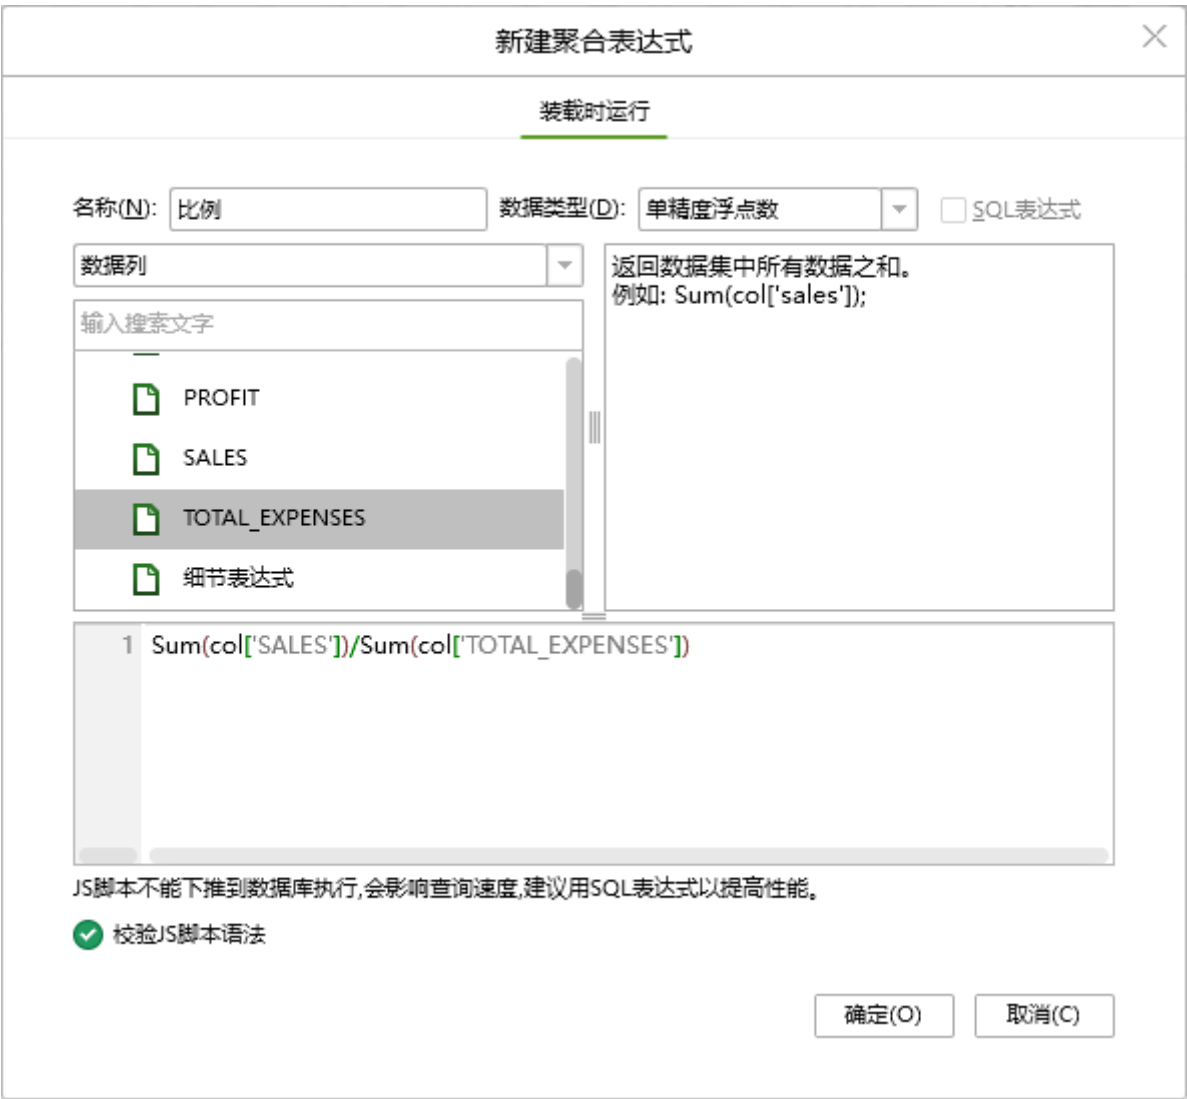 新建聚合表达式
装载时运行
名称(N): 比例 数据类型(D): 单精度浮点数 SQL表达式
数据列
返回数据集中所有数据之和。
例如: Sum(col['sales']);
输入搜索文字
PROFIT
SALES
TOTAL_EXPENSES
细节表达式
1 Sum(col['SALES'])/Sum(col['TOTAL_EXPENSES'])
JS脚本不能下推到数据库执行,会影响查询速度,建议用SQL表达式以提高性能。
校验JS脚本语法
确定(O) 取消(C)